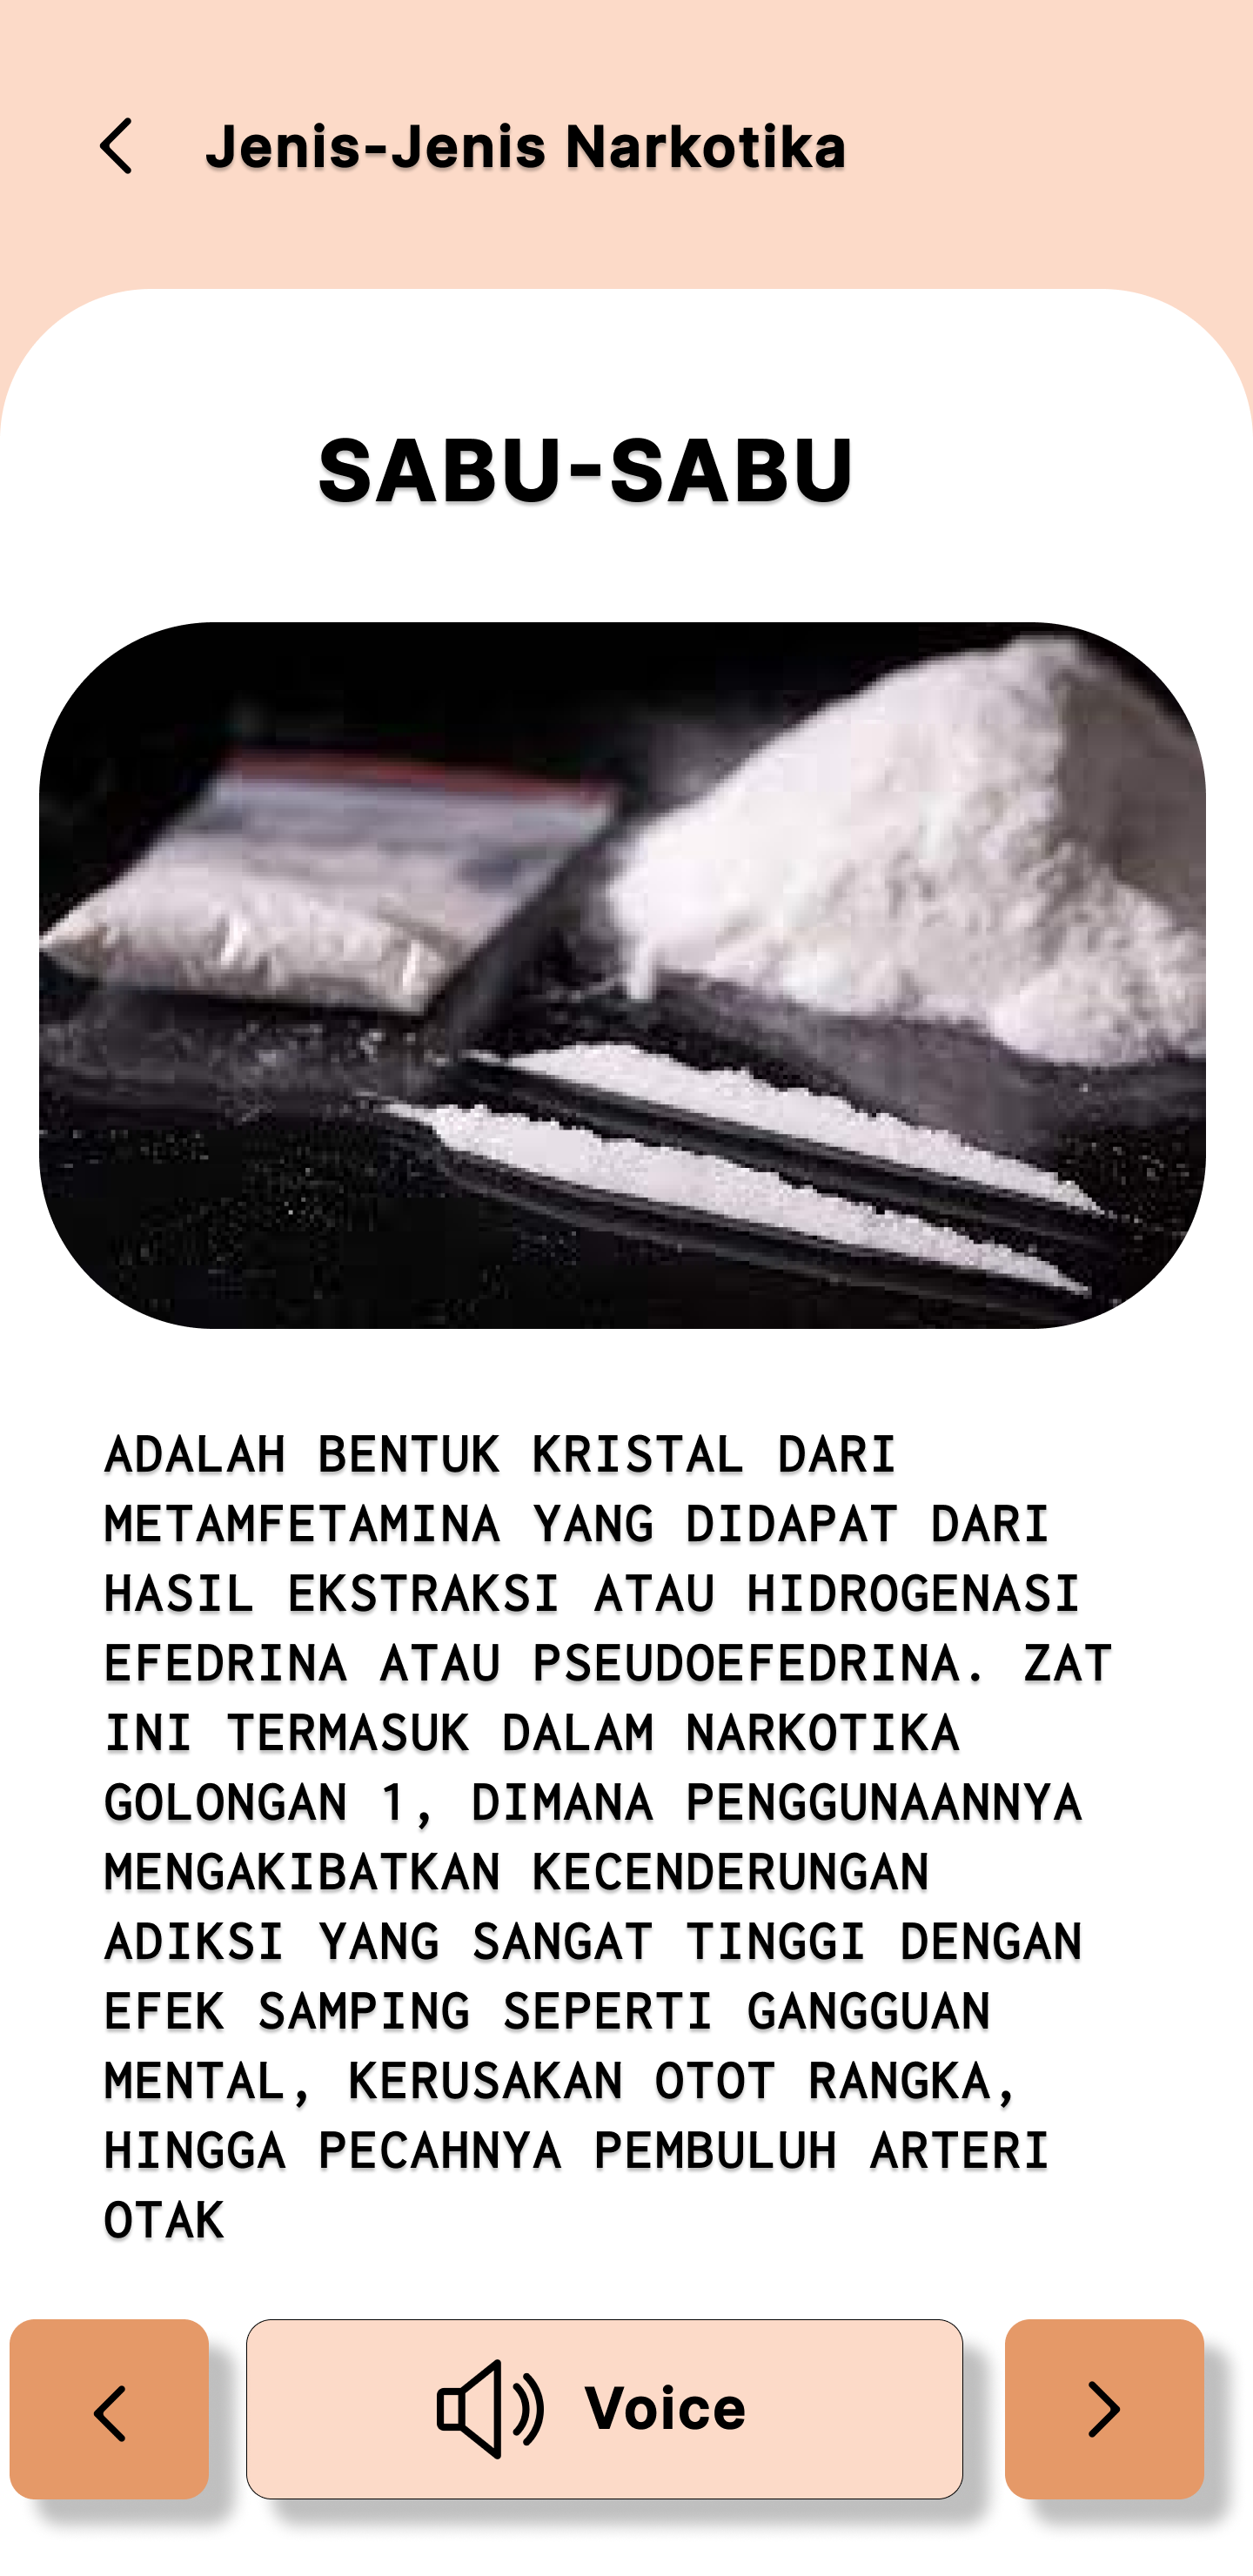 Jenis-Jenis Narkotika
SABU-SABU
ADALAH BENTUK KRISTAL DARI
METAMFETAMINA YANG DIDAPAT DARI
HASIL EKSTRAKSI ATAU HIDROGENASI
EFEDRINA ATAU PSEUDOEFEDRINA. ZAT
INI TERMASUK DALAM NARKOTIKA
GOLONGAN 1, DIMANA PENGGUNAANNYA
MENGAKIBATKAN KECENDERUNGAN
ADIKSI YANG SANGAT TINGGI DENGAN
EFEK SAMPING SEPERTI GANGGUAN
MENTAL, KERUSAKAN OTOT RANGKA,
HINGGA PECAHNYA PEMBULUH ARTERI
OTAK
Voice